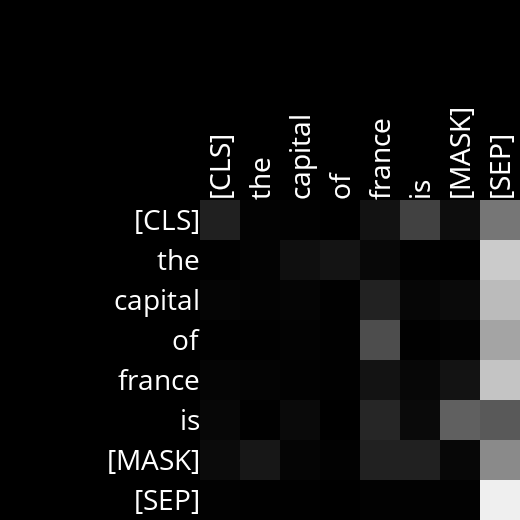 [CLS] the capital of france is [MASK] [SEP]
[CLS]
the
capital
of
france
is
[MASK]
[SEP]